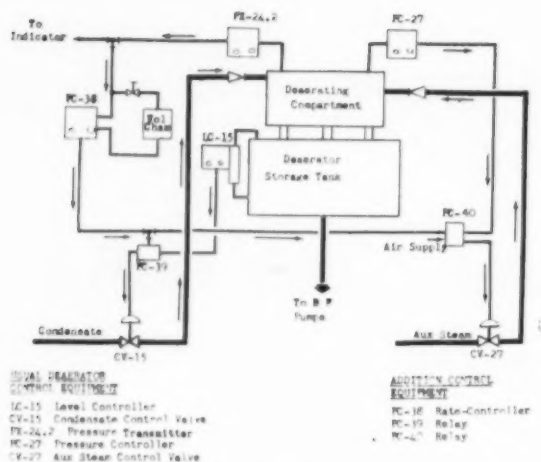 To
Indicator
PX-24,2
PC-27
PC-38
Vol
Cham
Deaerating
Compartment
LC-15
Deaerator
Storage Tank
PC-40
Air Supply
PC-39
To B F
Pumps
Condensate
CV-15
Aux Steam
CV-27
USUAL DEAERATOR
CONTROL EQUIPMENT
LC-15 Level Controller
CV-15 Condensate Control Valve
PX-24,2 Pressure Transmitter
PC-27 Pressure Controller
CV-27 Aux Steam Control Valve
ADDITION CONTROL
EQUIPMENT
PC-38 Rate-Controller
PC-39 Relay
PC-40 Relay